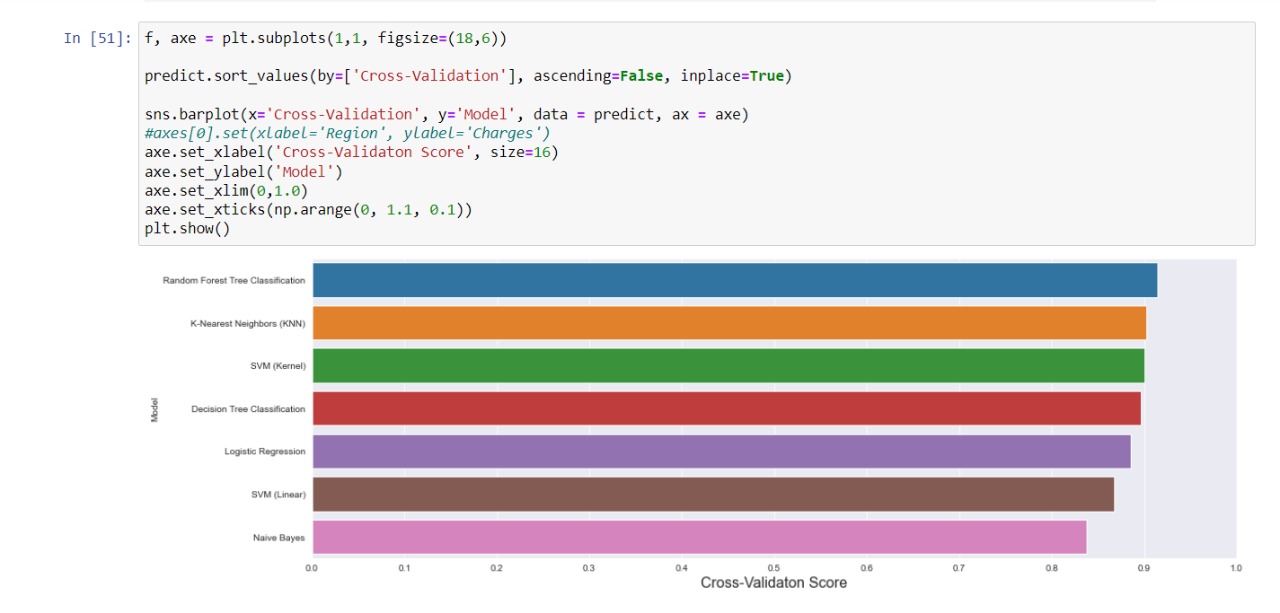 In [51]: f, axe = plt.subplots(1,1, figsize=(18,6))
predict.sort_values(by=['Cross-Validation'], ascending=False, inplace=True)
sns.barplot(x='Cross-Validation', y='Model', data = predict, ax = axe)
#axes[0].set(xlabel='Region', ylabel='Charges')
axe.set_xlabel('Cross-Validaton Score', size=16)
axe.set_ylabel('Model')
axe.set_xlim(0,1.0)
axe.set_xticks(np.arange(0, 1.1, 0.1))
plt.show()
Random Forest Tree Classification
K-Nearest Neighbors (KNN)
SVM (Kernel)
Model
Decision Tree Classification
Logistic Regression
SVM (Linear)
Naive Bayes
0.0 0.1 0.2 0.3 0.4 0.5 0.6 0.7 0.8 0.9 1.0
Cross-Validaton Score